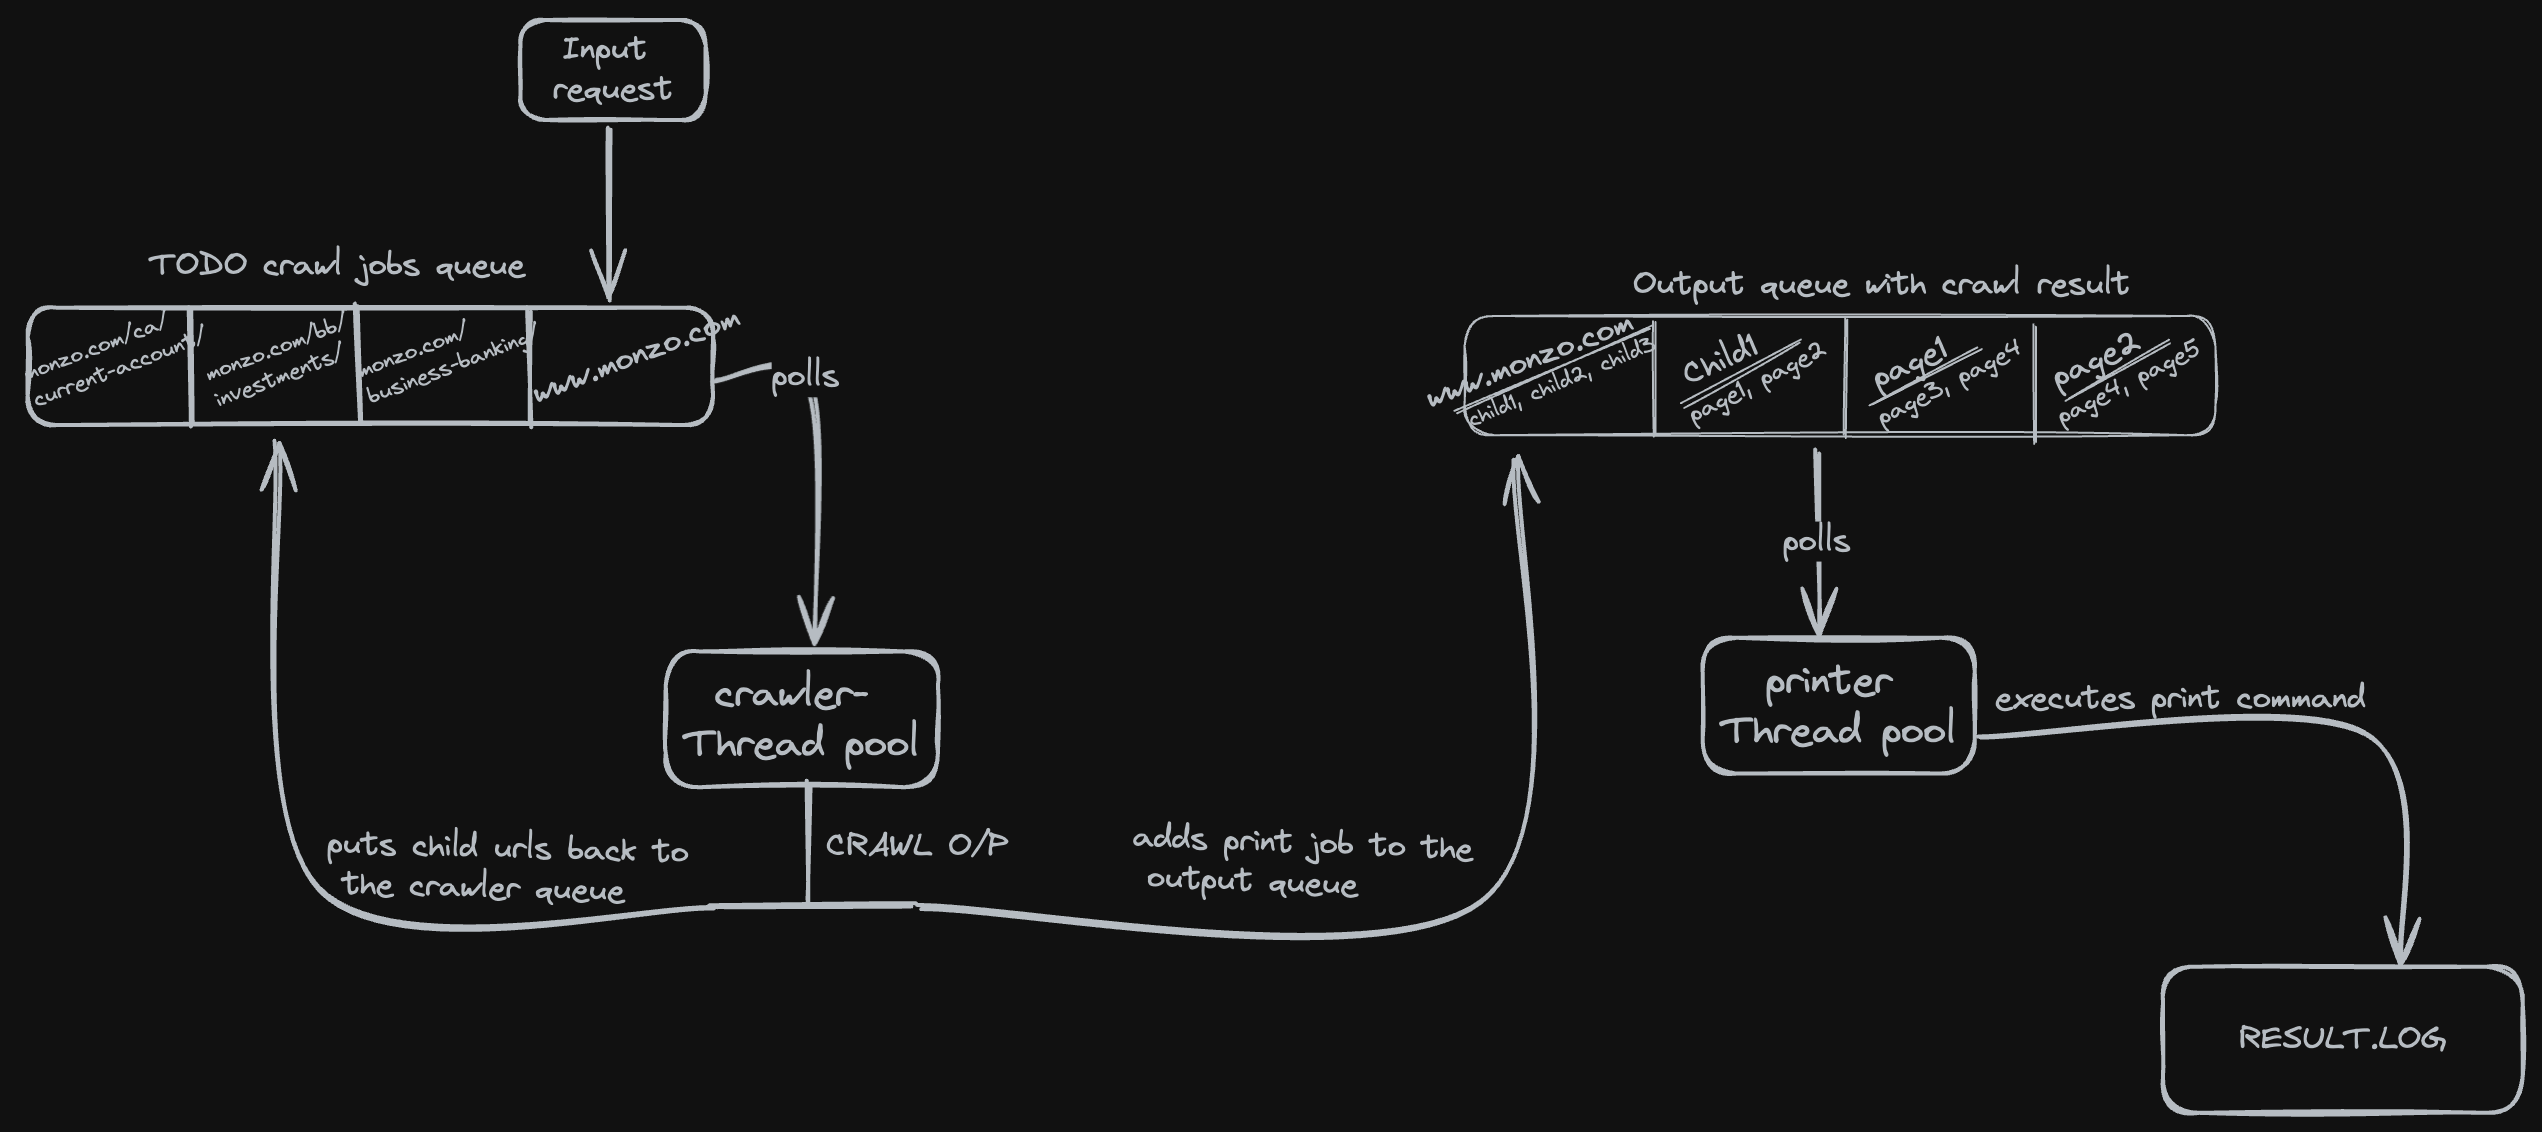 Input
request
TODO crawl jobs queue
monzo.com/ca/
current-account/
monzo.com/bb/
investments/
monzo.com/
business-banking/
www.monzo.com
polls
Output queue with crawl result
www.monzo.com
child1, child2, child3
Child1
page1, page2
page1
page3, page4
page2
page4, page5
polls
crawler-
Thread pool
printer
Thread pool
executes print command
puts child urls back to
the crawler queue
CRAWL O/P
adds print job to the
output queue
RESULT.LOG